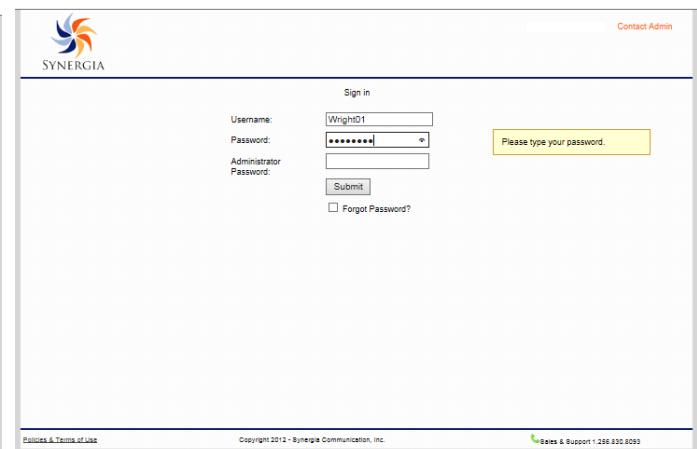 SYNERGIA
Contact Admin
Sign in
Username: Wright01
Password: ••••••••
Please type your password.
Administrator
Password:
Submit
Forgot Password?
Policies & Terms of Use
Copyright 2012 - Synergia Communication, Inc.
Sales & Support 1.256.830.8093